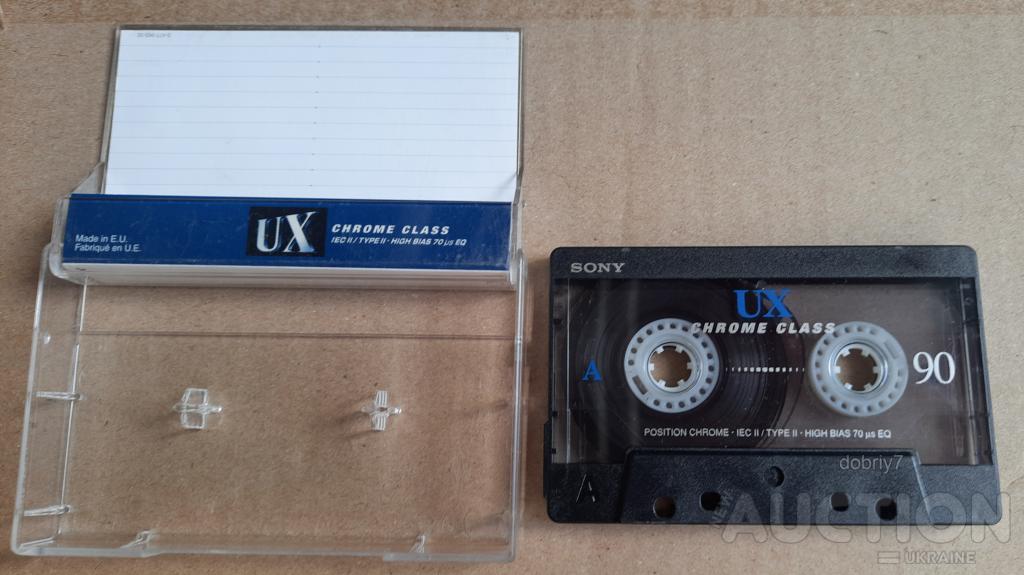 Made in E.U.
Fabriqué en U.E.
UX
CHROME CLASS
IEC II / TYPE II · HIGH BIAS 70 µs EQ
SONY
UX
CHROME CLASS
A
90
POSITION CHROME · IEC II / TYPE II · HIGH BIAS 70 µs EQ
dobriy7
A
AUCTION
UKRAINE